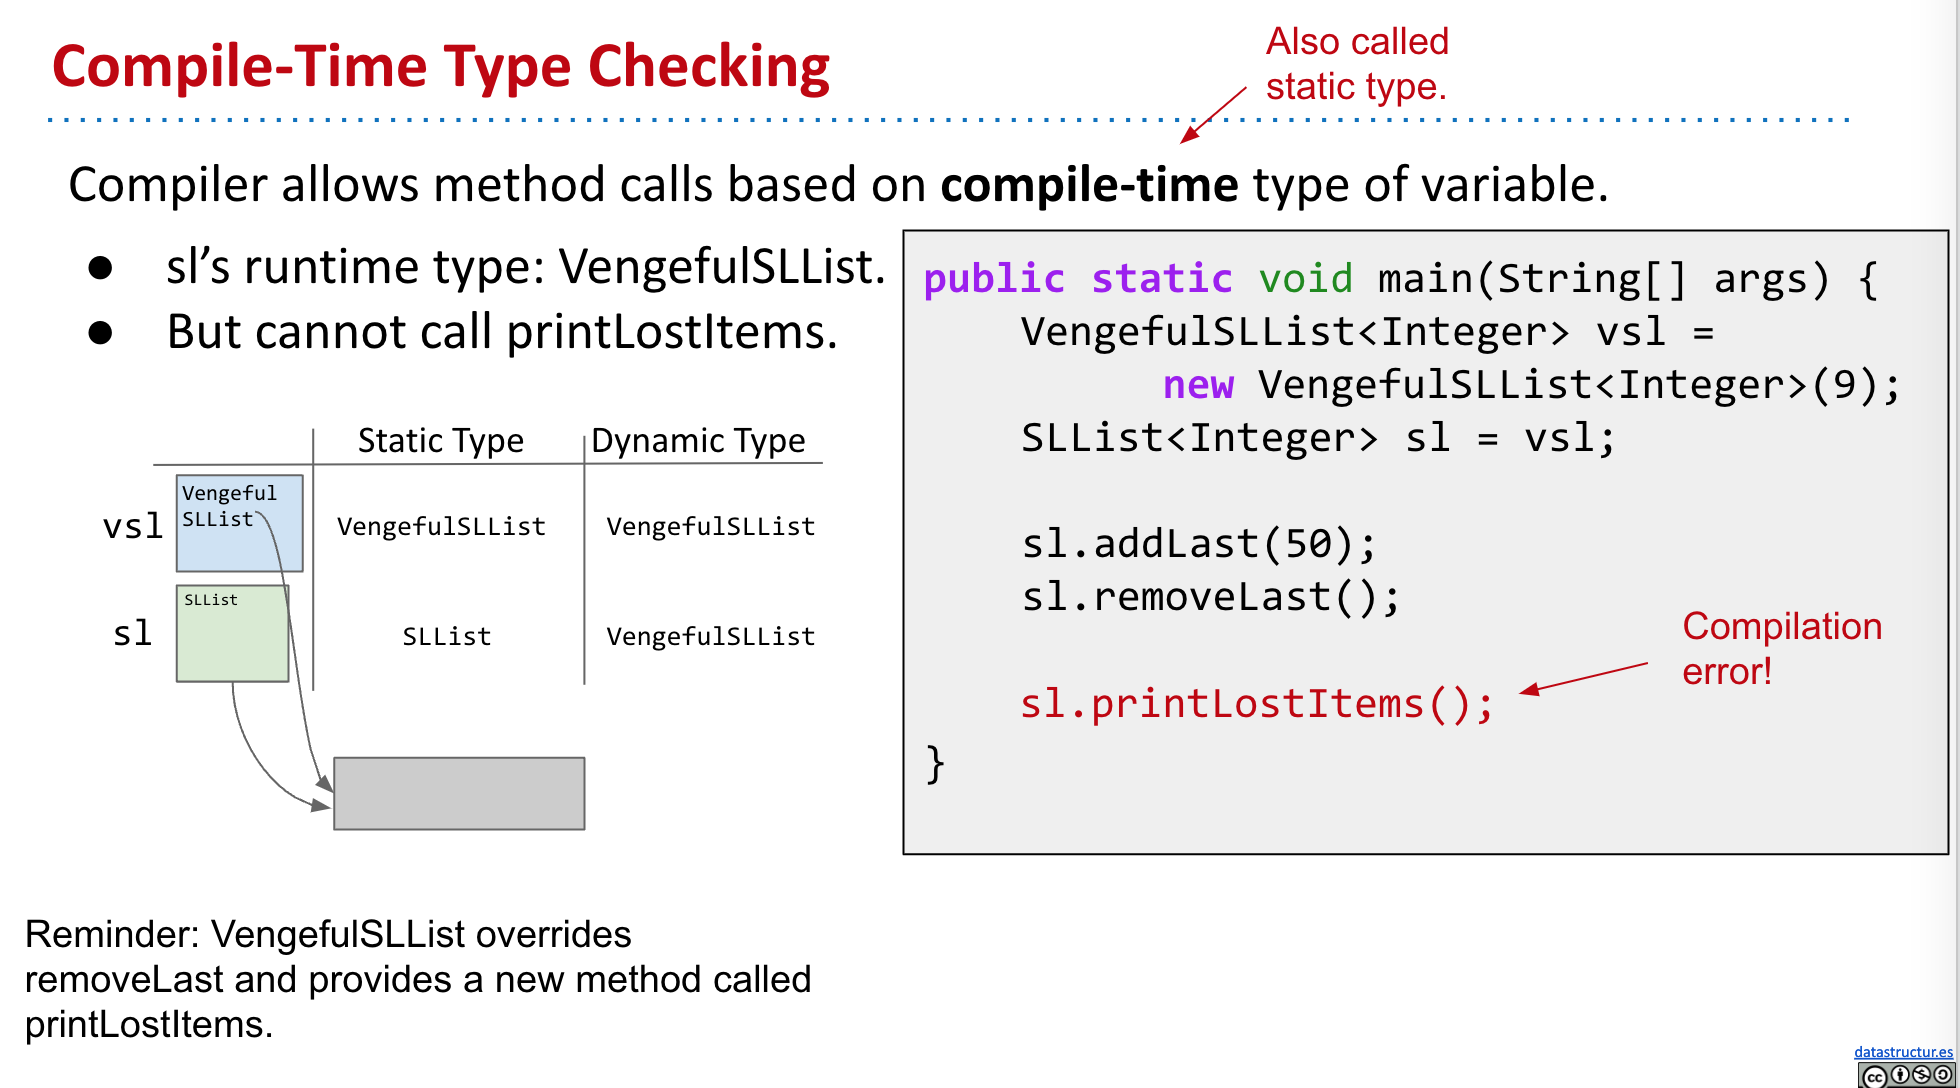 Compile-Time Type Checking
Also called
static type.
Compiler allows method calls based on compile-time type of variable.
● sl’s runtime type: VengefulSLList.
● But cannot call printLostItems.
Static Type Dynamic Type
vsl
Vengeful
SLList
VengefulSLList VengefulSLList
sl
SLList
SLList VengefulSLList
public static void main(String[] args) {
VengefulSLList<Integer> vsl =
new VengefulSLList<Integer>(9);
SLList<Integer> sl = vsl;
sl.addLast(50);
sl.removeLast();
Compilation
error!
sl.printLostItems();
}
Reminder: VengefulSLList overrides
removeLast and provides a new method called
printLostItems.
datastructur.es
cc